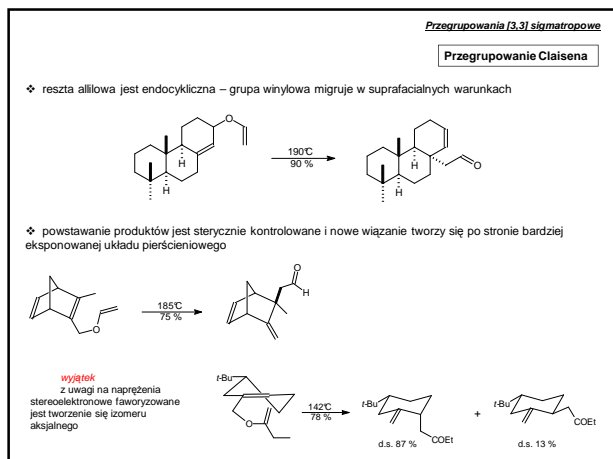 Przegrupowania [3,3] sigmatropowe
Przegrupowanie Claisena
❖ reszta allilowa jest endocykliczna – grupa winylowa migruje w suprafacialnych warunkach
O
H
H
190°C
90 %
H
H
O
❖ powstawanie produktów jest sterycznie kontrolowane i nowe wiązanie tworzy się po stronie bardziej
eksponowanej układu pierścieniowego
O
185°C
75 %
O
H
wyjątek
z uwagi na naprężenia
stereoelektronowe faworyzowane
jest tworzenie się izomeru
aksjalnego
t-Bu
O
142°C
78 %
t-Bu
COEt
d.s. 87 %
+
t-Bu
COEt
d.s. 13 %